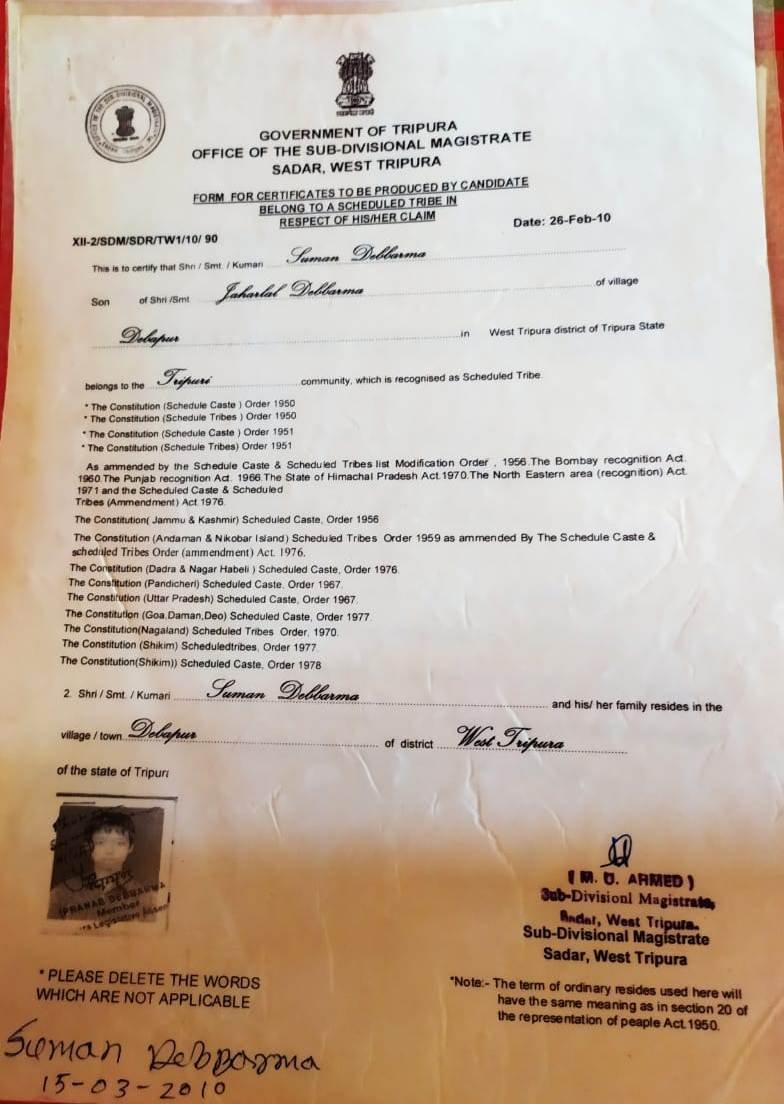 GOVERNMENT OF TRIPURA
OFFICE OF THE SUB-DIVISIONAL MAGISTRATE
SADAR, WEST TRIPURA
FORM FOR CERTIFICATES TO BE PRODUCED BY CANDIDATE
BELONG TO A SCHEDULED TRIBE IN
RESPECT OF HIS/HER CLAIM
Date: 26-Feb-10
XII-2/SDM/SDR/TW1/10/ 90
This is to certify that Shri / Smt. / Kumari Suman Debbarma
Son of Shri /Smt Jaharlal Debbarma of village
Debapur in West Tripura district of Tripura State
belongs to the Tripuri community, which is recognised as Scheduled Tribe.
* The Constitution (Schedule Caste ) Order 1950
* The Constitution (Schedule Tribes ) Order 1950
* The Constitution (Schedule Caste ) Order 1951
* The Constitution (Schedule Tribes) Order 1951
As ammended by the Schedule Caste & Scheduled Tribes list Modification Order , 1956.The Bombay recognition Act.
1960.The Punjab recognition Act. 1966.The State of Himachal Pradesh Act.1970.The North Eastern area (recognition) Act.
1971 and the Scheduled Caste & Scheduled
Tribes (Ammendment) Act 1976.
The Constitution( Jammu & Kashmir) Scheduled Caste, Order 1956
The Constitution (Andaman & Nikobar Island) Scheduled Tribes Order 1959 as ammended By The Schedule Caste &
scheduled Tribes Order (ammendment) Act. 1976.
The Constitution (Dadra & Nagar Habeli ) Scheduled Caste, Order 1976.
The Constitution (Pandicheri) Scheduled Caste, Order 1967.
The Constitution (Uttar Pradesh) Scheduled Caste, Order 1967.
The Constitution (Goa,Daman,Deo) Scheduled Caste, Order 1977.
The Constitution(Nagaland) Scheduled Tribes Order, 1970.
The Constitution (Shikim) Scheduledtribes, Order 1977.
The Constitution(Shikim)) Scheduled Caste, Order 1978
2. Shri / Smt. / Kumari Suman Debbarma and his/ her family resides in the
village / town Debapur of district West Tripura
of the state of Tripura
PRANAB DEBBARMA
Member
Legislative
( M. U. AHMED )
Sub-Divisionl Magistrate,
Sadar, West Tripura.
Sub-Divisional Magistrate
Sadar, West Tripura
* PLEASE DELETE THE WORDS
WHICH ARE NOT APPLICABLE
*Note:- The term of ordinary resides used here will
have the same meaning as in section 20 of
the representation of peaple Act.1950.
Suman Debbarma
15-03-2010